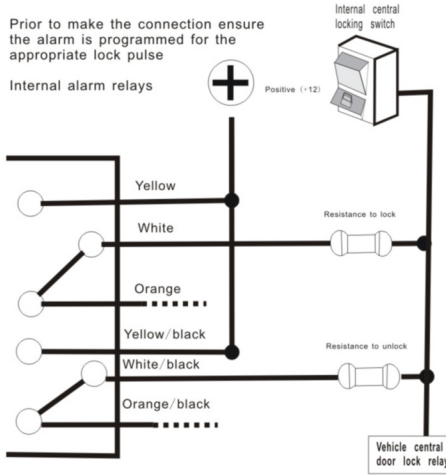 Prior to make the connection ensure
the alarm is programmed for the
appropriate lock pulse
Internal alarm relays
Internal central
locking switch
Positive (+12)
Yellow
White
Resistance to lock
Orange
Yellow/black
White/black
Resistance to unlock
Orange/black
Vehicle central
door lock relay